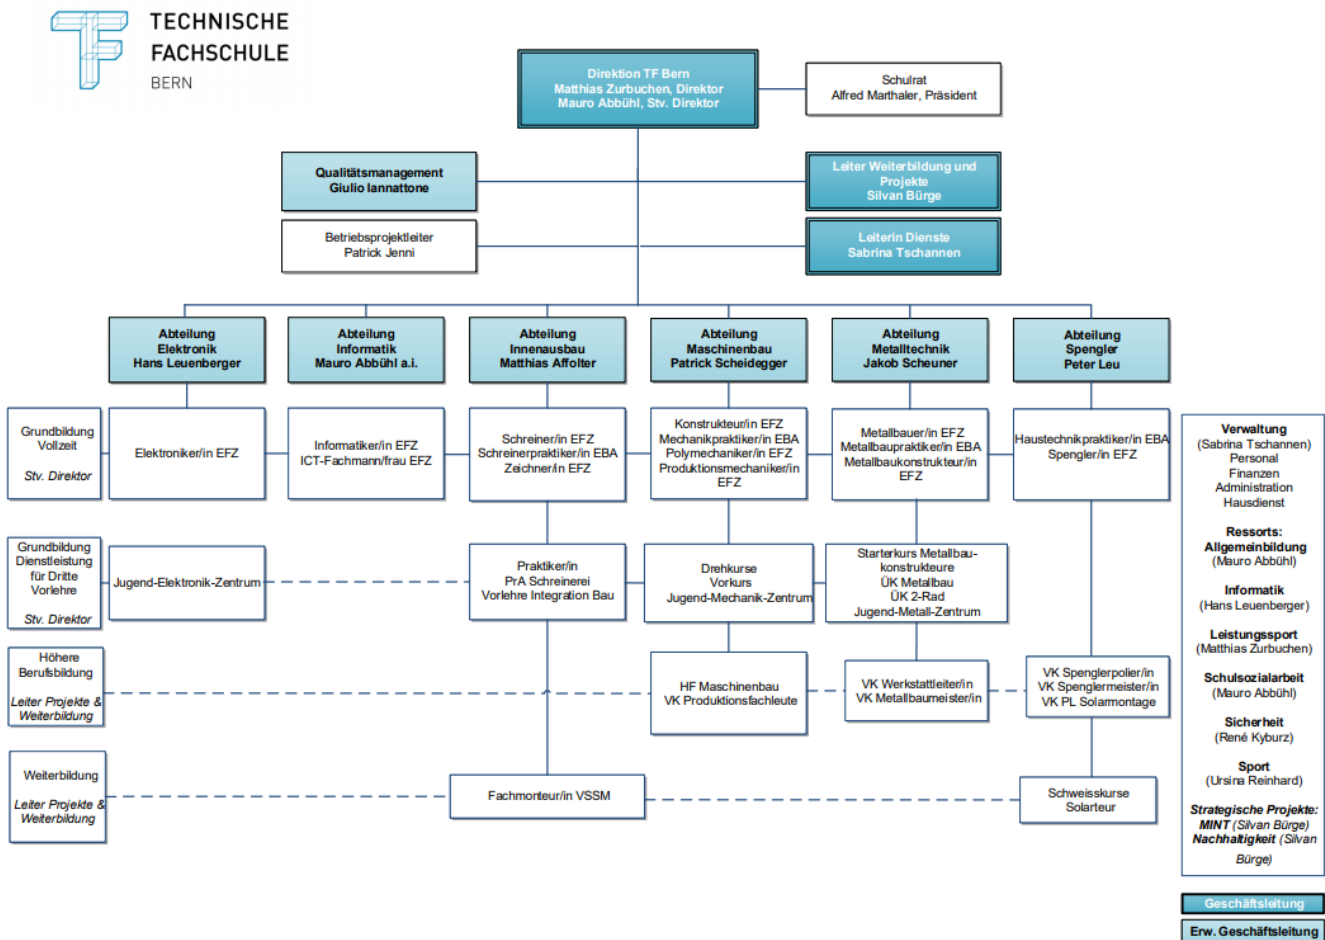 TECHNISCHE
FACHSCHULE
BERN
Direktion TF Bern
Matthias Zurbuchen, Direktor
Mauro Abbühl, Stv. Direktor
Schulrat
Alfred Marthaler, Präsident
Qualitätsmanagement
Giulio Iannattone
Leiter Weiterbildung und
Projekte
Silvan Bürge
Betriebsprojektleiter
Patrick Jenni
Leiterin Dienste
Sabrina Tschannen
Abteilung
Elektronik
Hans Leuenberger
Abteilung
Informatik
Mauro Abbühl a.i.
Abteilung
Innenausbau
Matthias Affolter
Abteilung
Maschinenbau
Patrick Scheidegger
Abteilung
Metalltechnik
Jakob Scheuner
Abteilung
Spengler
Peter Leu
Grundbildung
Vollzeit
Stv. Direktor
Elektroniker/in EFZ
Informatiker/in EFZ
ICT-Fachmann/frau EFZ
Schreiner/in EFZ
Schreinerpraktiker/in EBA
Zeichner/in EFZ
Konstrukteur/in EFZ
Mechanikpraktiker/in EBA
Polymechaniker/in EFZ
Produktionsmechaniker/in
EFZ
Metallbauer/in EFZ
Metallbaupraktiker/in EBA
Metallbaukonstrukteur/in
EFZ
Haustechnikpraktiker/in EBA
Spengler/in EFZ
Grundbildung
Dienstleistung
für Dritte
Vorlehre
Stv. Direktor
Jugend-Elektronik-Zentrum
Praktiker/in
PrA Schreinerei
Vorlehre Integration Bau
Drehkurse
Vorkurs
Jugend-Mechanik-Zentrum
Starterkurs Metallbau-
konstrukteure
ÜK Metallbau
ÜK 2-Rad
Jugend-Metall-Zentrum
Höhere
Berufsbildung
Leiter Projekte &
Weiterbildung
HF Maschinenbau
VK Produktionsfachleute
VK Werkstattleiter/in
VK Metallbaumeister/in
VK Spenglerpolier/in
VK Spenglermeister/in
VK PL Solarmontage
Weiterbildung
Leiter Projekte &
Weiterbildung
Fachmonteur/in VSSM
Schweisskurse
Solarteur
Verwaltung
(Sabrina Tschannen)
Personal
Finanzen
Administration
Hausdienst
Ressorts:
Allgemeinbildung
(Mauro Abbühl)
Informatik
(Hans Leuenberger)
Leistungssport
(Matthias Zurbuchen)
Schulsozialarbeit
(Mauro Abbühl)
Sicherheit
(René Kyburz)
Sport
(Ursina Reinhard)
Strategische Projekte:
MINT (Silvan Bürge)
Nachhaltigkeit (Silvan
Bürge)
Geschäftsleitung
Erw. Geschäftsleitung